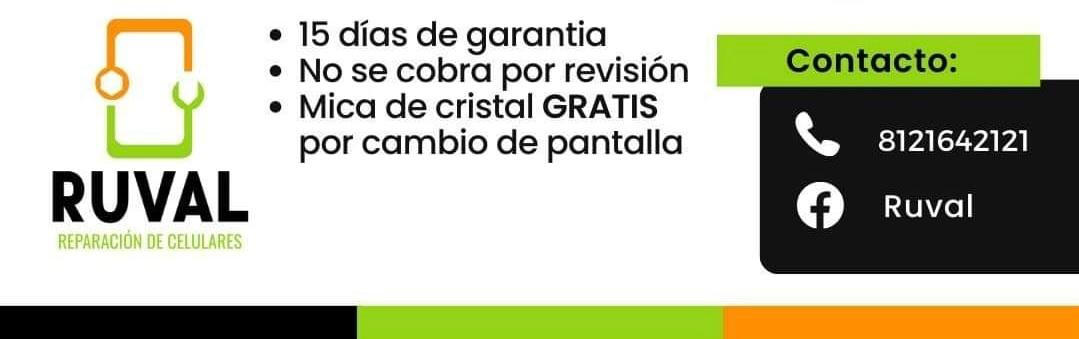 RUVAL
REPARACIÓN DE CELULARES
• 15 días de garantia
• No se cobra por revisión
• Mica de cristal GRATIS
por cambio de pantalla
Contacto:
8121642121
Ruval